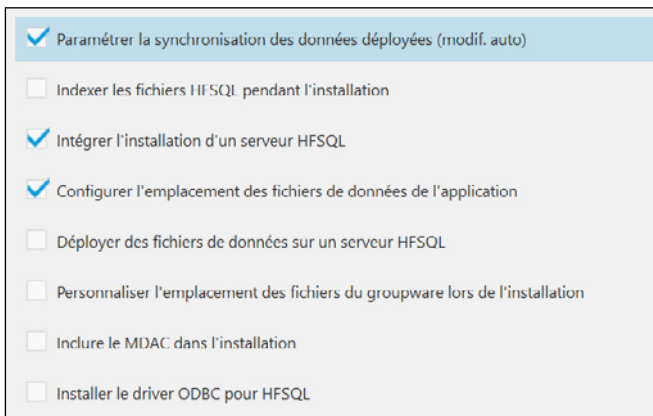 Paramétrer la synchronisation des données déployées (modif. auto)
Indexer les fichiers HFSQL pendant l'installation
Intégrer l'installation d'un serveur HFSQL
Configurer l'emplacement des fichiers de données de l'application
Déployer des fichiers de données sur un serveur HFSQL
Personnaliser l'emplacement des fichiers du groupware lors de l'installation
Inclure le MDAC dans l'installation
Installer le driver ODBC pour HFSQL